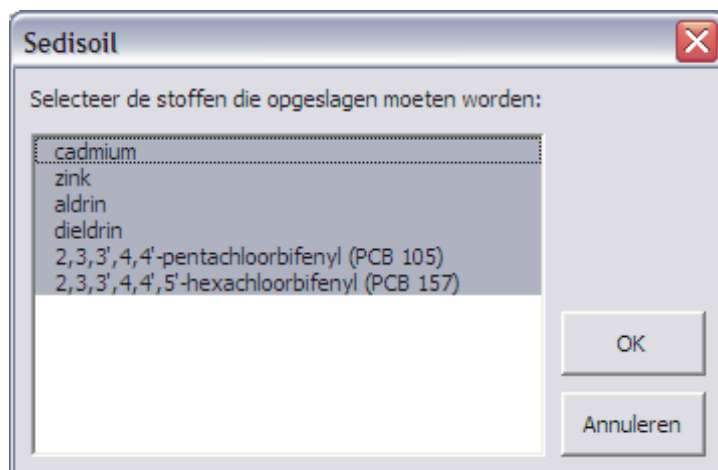 Sedisoil
Selecteer de stoffen die opgeslagen moeten worden:
cadmium
zink
aldrin
dieldrin
2,3,3',4,4'-pentachloorbifenyl (PCB 105)
2,3,3',4,4',5'-hexachloorbifenyl (PCB 157)
OK
Annuleren